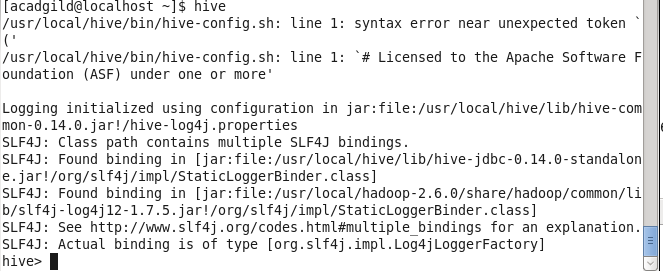 [acadgild@localhost ~]$ hive
/usr/local/hive/bin/hive-config.sh: line 1: syntax error near unexpected token `
('
/usr/local/hive/bin/hive-config.sh: line 1: `# Licensed to the Apache Software F
oundation (ASF) under one or more'

Logging initialized using configuration in jar:file:/usr/local/hive/lib/hive-com
mon-0.14.0.jar!/hive-log4j.properties
SLF4J: Class path contains multiple SLF4J bindings.
SLF4J: Found binding in [jar:file:/usr/local/hive/lib/hive-jdbc-0.14.0-standalon
e.jar!/org/slf4j/impl/StaticLoggerBinder.class]
SLF4J: Found binding in [jar:file:/usr/local/hadoop-2.6.0/share/hadoop/common/li
b/slf4j-log4j12-1.7.5.jar!/org/slf4j/impl/StaticLoggerBinder.class]
SLF4J: See http://www.slf4j.org/codes.html#multiple_bindings for an explanation.
SLF4J: Actual binding is of type [org.slf4j.impl.Log4jLoggerFactory]
hive>